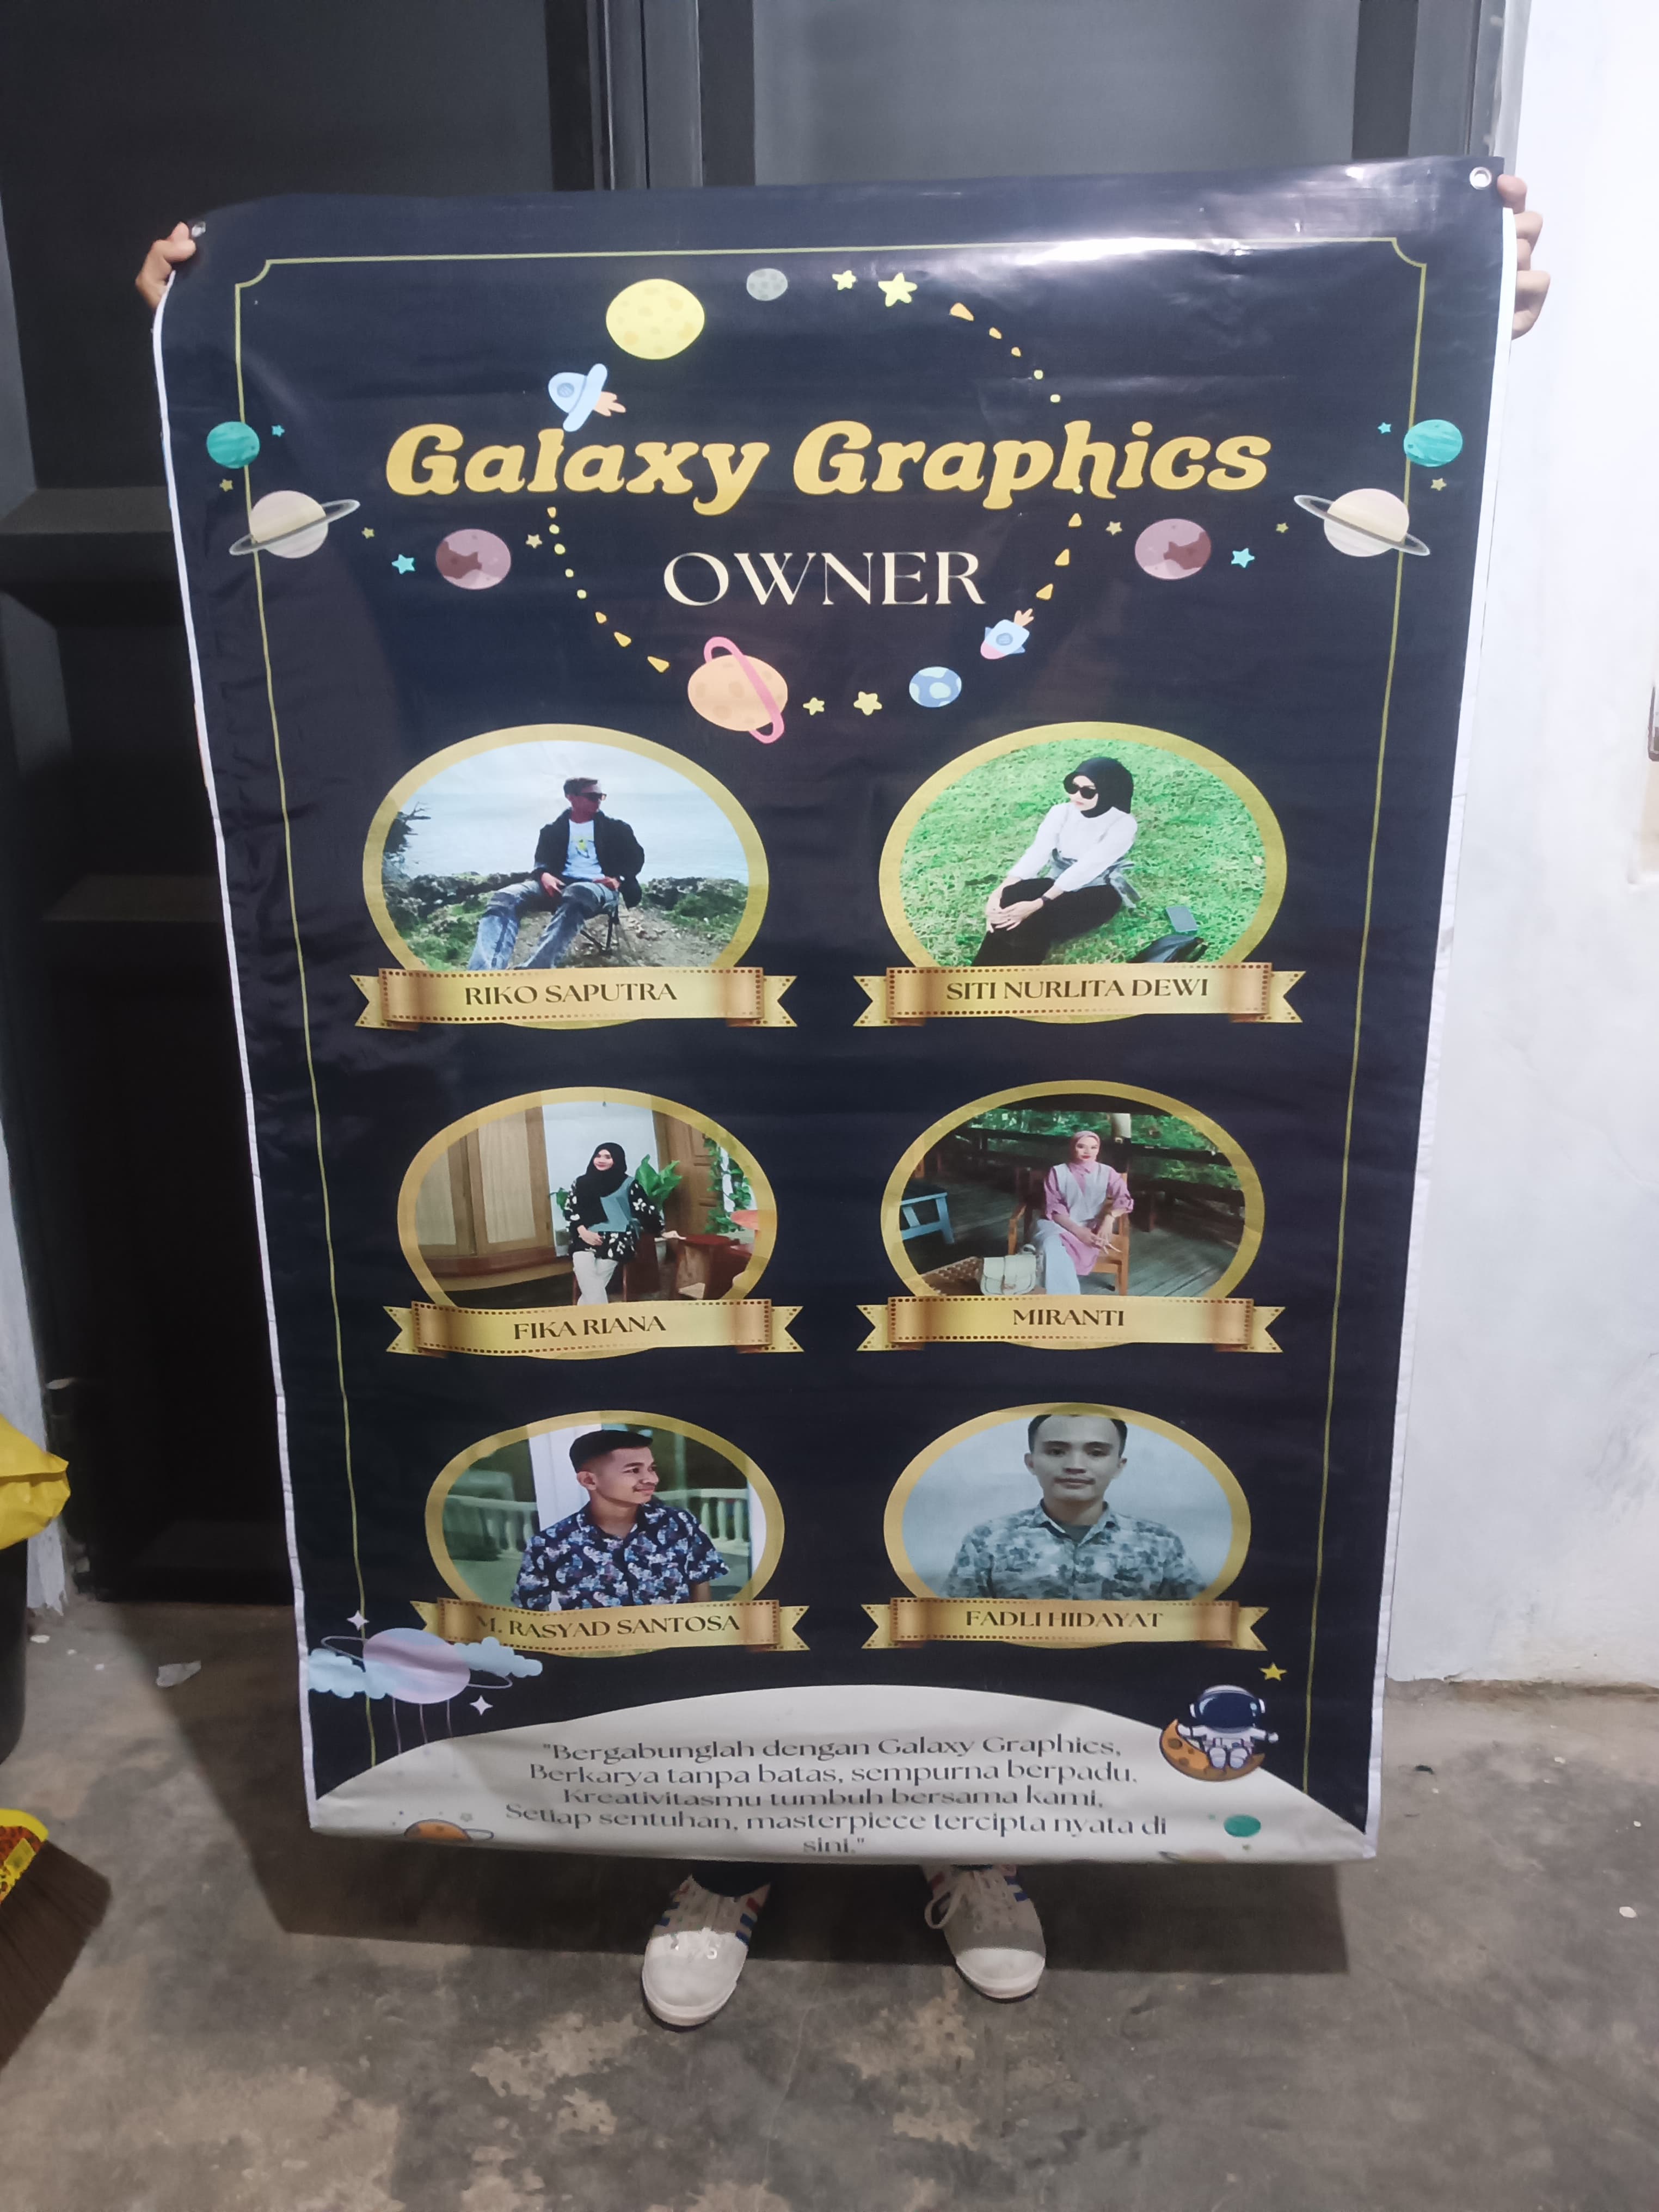 Galaxy Graphics
OWNER
RIKO SAPUTRA
SITI NURLITA DEWI
FIKA RIANA
MIRANTI
M. RASYAD SANTOSA
FADLI HIDAYAT
"Bergabunglah dengan Galaxy Graphics,
Berkarya tanpa batas, sempurna berpadu.
Kreativitasmu tumbuh bersama kami,
Setiap sentuhan, masterpiece tercipta nyata di
sini."